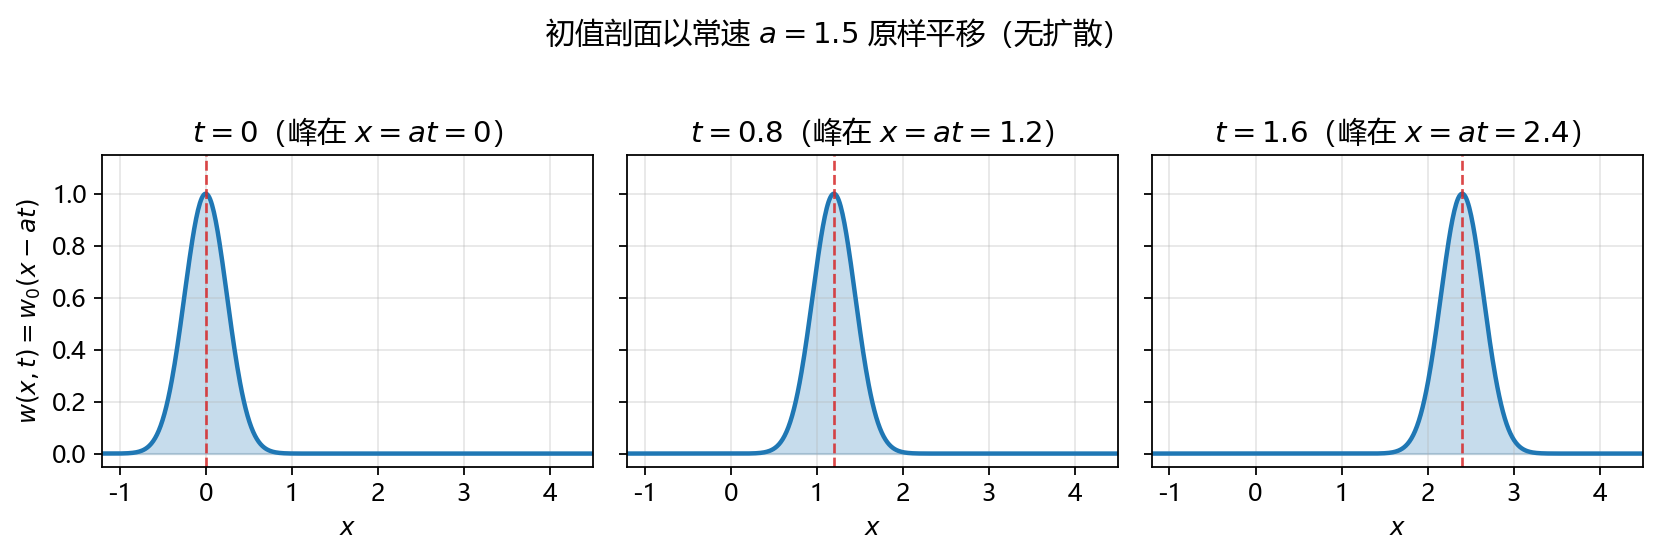 初值剖面以常速 a = 1.5 原样平移（无扩散）
t = 0（峰在 x = at = 0）
t = 0.8（峰在 x = at = 1.2）
t = 1.6（峰在 x = at = 2.4）
w(x, t) = w₀(x − at)
1.0
0.8
0.6
0.4
0.2
0.0
-1 0 1 2 3 4
-1 0 1 2 3 4
-1 0 1 2 3 4
x
x
x